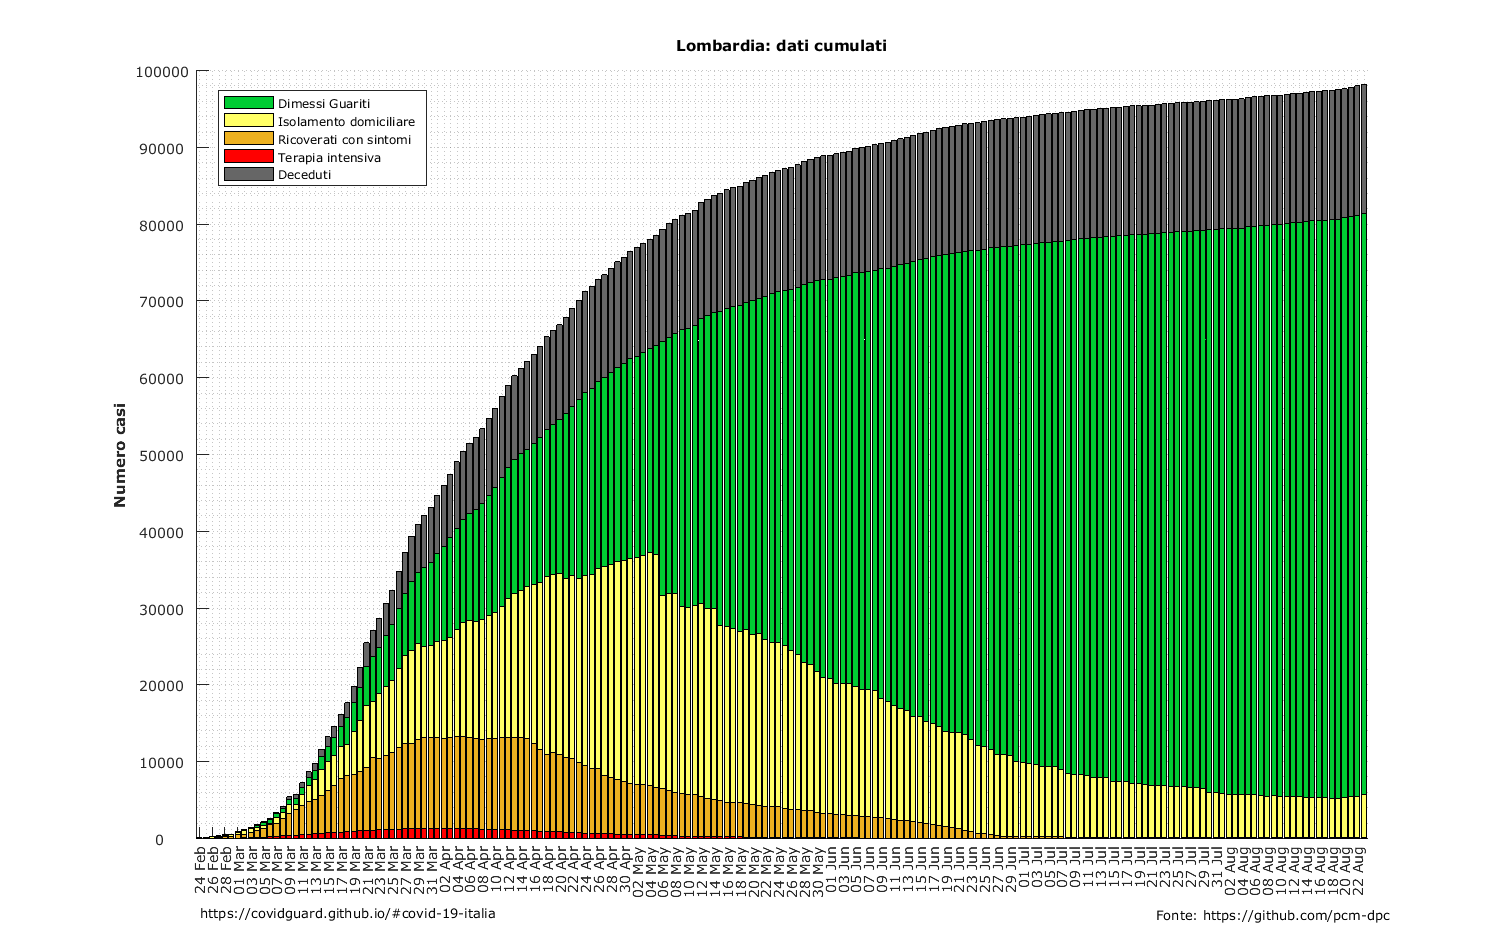 Lombardia: dati cumulati
100000
90000
80000
70000
60000
50000
40000
30000
20000
10000
0
Numero casi
Dimessi Guariti
Isolamento domiciliare
Ricoverati con sintomi
Terapia intensiva
Deceduti
24 Feb
26 Feb
28 Feb
01 Mar
03 Mar
05 Mar
07 Mar
09 Mar
11 Mar
13 Mar
15 Mar
17 Mar
19 Mar
21 Mar
23 Mar
25 Mar
27 Mar
29 Mar
31 Mar
02 Apr
04 Apr
06 Apr
08 Apr
10 Apr
12 Apr
14 Apr
16 Apr
18 Apr
20 Apr
22 Apr
24 Apr
26 Apr
28 Apr
30 Apr
02 May
04 May
06 May
08 May
10 May
12 May
14 May
16 May
18 May
20 May
22 May
24 May
26 May
28 May
30 May
01 Jun
03 Jun
05 Jun
07 Jun
09 Jun
11 Jun
13 Jun
15 Jun
17 Jun
19 Jun
21 Jun
23 Jun
25 Jun
27 Jun
29 Jun
01 Jul
03 Jul
05 Jul
07 Jul
09 Jul
11 Jul
13 Jul
15 Jul
17 Jul
19 Jul
21 Jul
23 Jul
25 Jul
27 Jul
29 Jul
31 Jul
02 Aug
04 Aug
06 Aug
08 Aug
10 Aug
12 Aug
14 Aug
16 Aug
18 Aug
20 Aug
22 Aug
https://covidguard.github.io/#covid-19-italia
Fonte: https://github.com/pcm-dpc